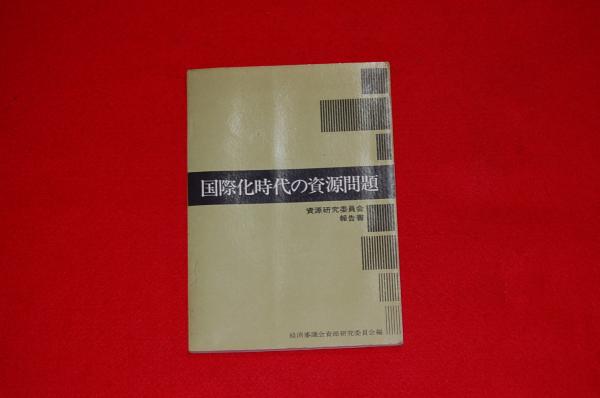 国際化時代の資源問題
資源研究委員会
報告書
経済審議会資源研究委員会編